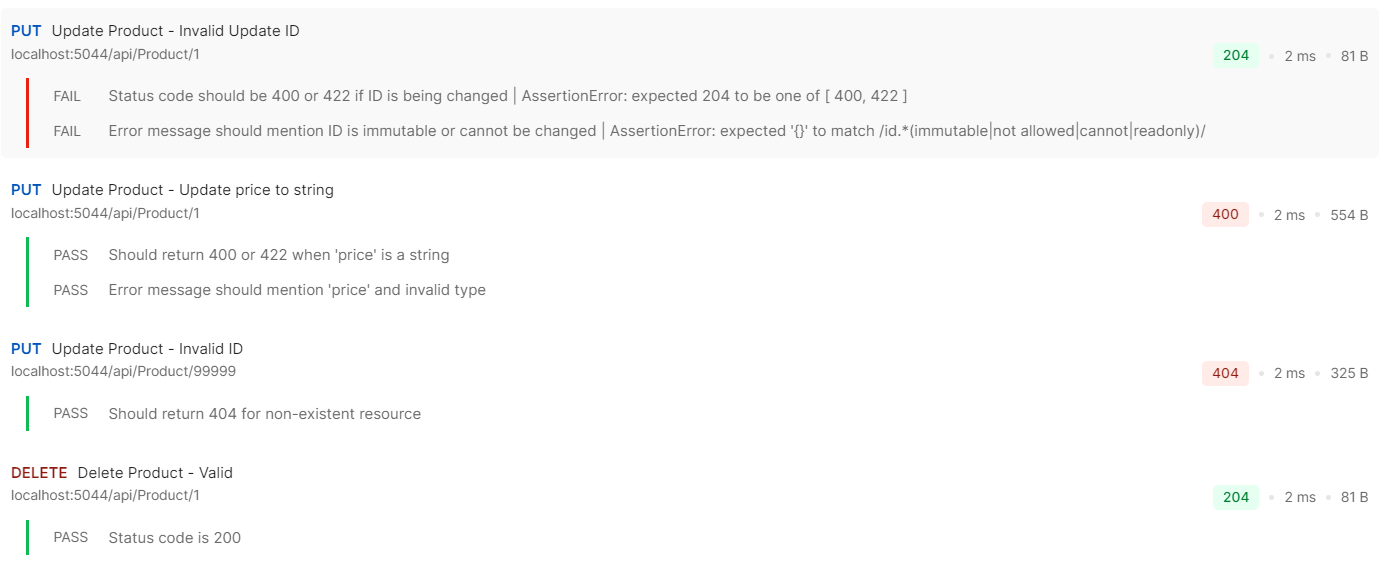 PUT Update Product - Invalid Update ID
localhost:5044/api/Product/1
204 • 2 ms • 81 B
FAIL Status code should be 400 or 422 if ID is being changed | AssertionError: expected 204 to be one of [ 400, 422 ]
FAIL Error message should mention ID is immutable or cannot be changed | AssertionError: expected '{}' to match /id.*(immutable|not allowed|cannot|readonly)/
PUT Update Product - Update price to string
localhost:5044/api/Product/1
400 • 2 ms • 554 B
PASS Should return 400 or 422 when 'price' is a string
PASS Error message should mention 'price' and invalid type
PUT Update Product - Invalid ID
localhost:5044/api/Product/99999
404 • 2 ms • 325 B
PASS Should return 404 for non-existent resource
DELETE Delete Product - Valid
localhost:5044/api/Product/1
204 • 2 ms • 81 B
PASS Status code is 200